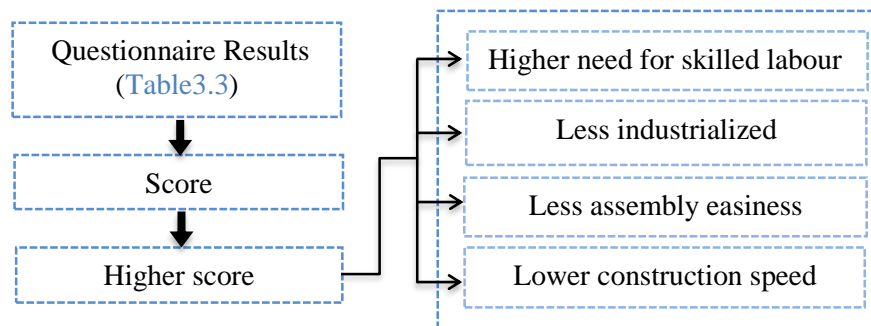 Questionnaire Results
(Table3.3)
Score
Higher score
Higher need for skilled labour
Less industrialized
Less assembly easiness
Lower construction speed